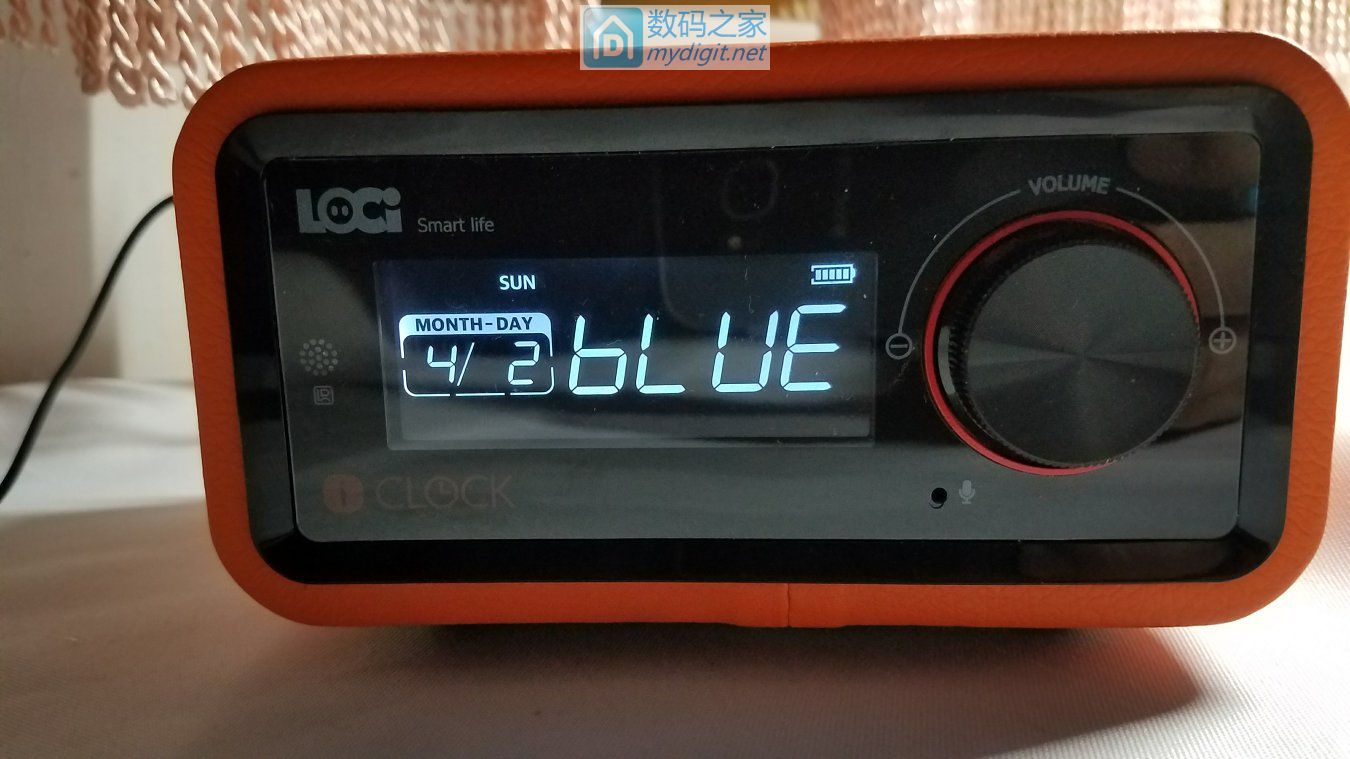 数码之家
mydigit.net
VOLUME
LOCi Smart life
SUN
MONTH-DAY
4/ 2 bLUE
− +
i CLOCK